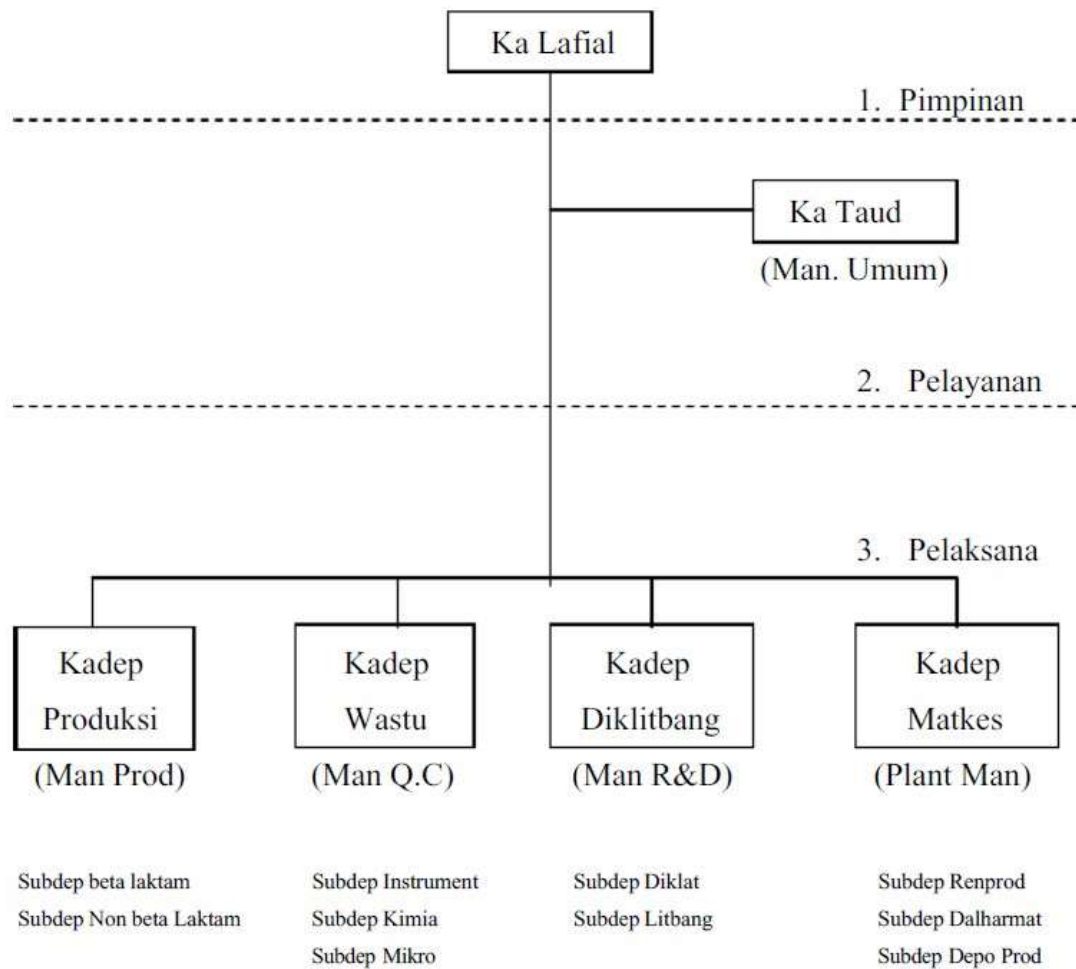 Ka Lafial
1. Pimpinan
Ka Taud
(Man. Umum)
2. Pelayanan
3. Pelaksana
Kadep
Produksi
(Man Prod)
Kadep
Wastu
(Man Q.C)
Kadep
Diklitbang
(Man R&D)
Kadep
Matkes
(Plant Man)
Subdep beta laktam
Subdep Non beta Laktam
Subdep Instrument
Subdep Kimia
Subdep Mikro
Subdep Diklat
Subdep Litbang
Subdep Renprod
Subdep Dalharmat
Subdep Depo Prod